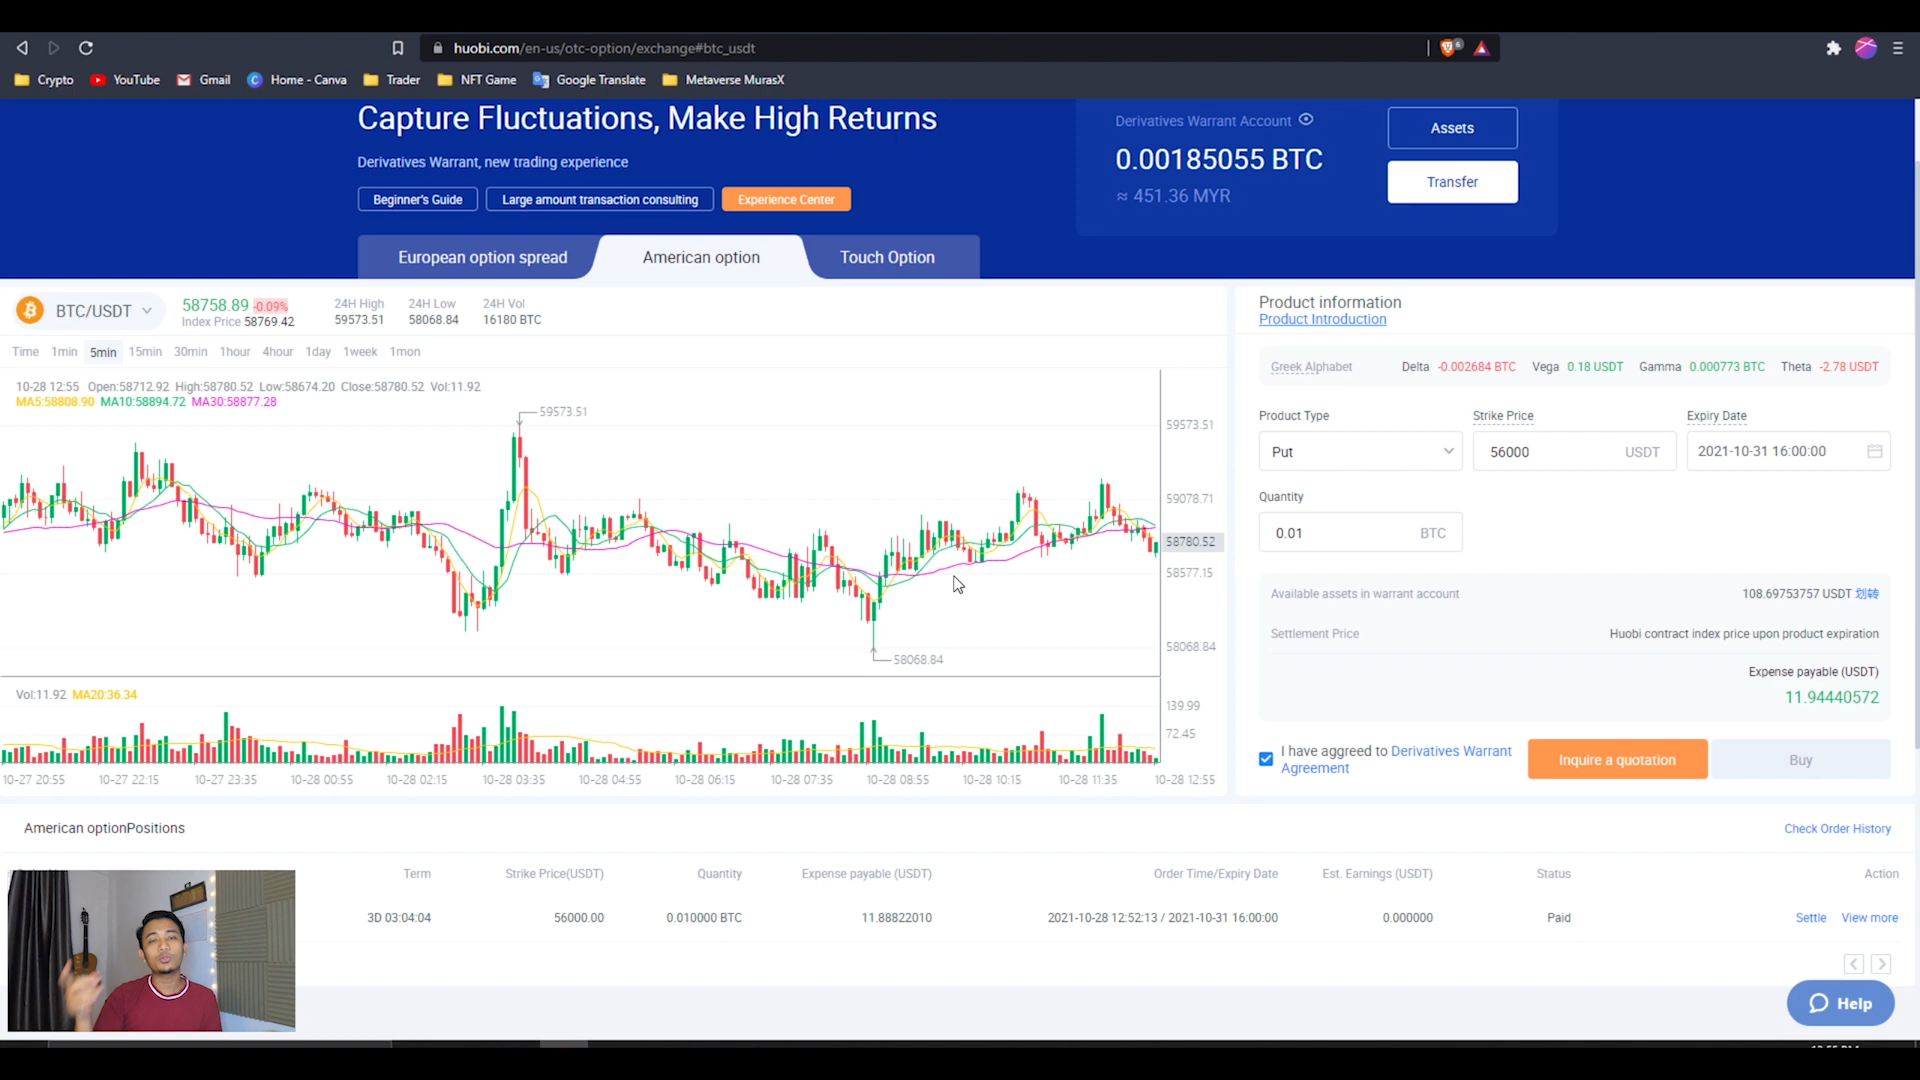 huobi.com/en-us/otc-option/exchange#btc_usdt
6
Crypto YouTube Gmail Home - Canva Trader NFT Game Google Translate Metaverse MurasX
Capture Fluctuations, Make High Returns
Derivatives Warrant, new trading experience
Beginner's Guide Large amount transaction consulting Experience Center
Derivatives Warrant Account
0.00185055 BTC
≈ 451.36 MYR
Assets
Transfer
European option spread American option Touch Option
BTC/USDT
58758.89 -0.09%
Index Price 58769.42
24H High 24H Low 24H Vol
59573.51 58068.84 16180 BTC
Time 1min 5min 15min 30min 1hour 4hour 1day 1week 1mon
10-28 12:55 Open:58712.92 High:58780.52 Low:58674.20 Close:58780.52 Vol:11.92
MA5:58808.90 MA10:58894.72 MA30:58877.28
59573.51
58068.84
59573.51
59078.71
58780.52
58577.15
58068.84
Vol:11.92 MA20:36.34
139.99
72.45
10-27 20:55 10-27 22:15 10-27 23:35 10-28 00:55 10-28 02:15 10-28 03:35 10-28 04:55 10-28 06:15 10-28 07:35 10-28 08:55 10-28 10:15 10-28 11:35 10-28 12:55
Product information
Product Introduction
Greek Alphabet Delta -0.002684 BTC Vega 0.18 USDT Gamma 0.000773 BTC Theta -2.78 USDT
Product Type Strike Price Expiry Date
Put 56000 USDT 2021-10-31 16:00:00
Quantity
0.01 BTC
Available assets in warrant account 108.69753757 USDT 划转
Settlement Price Huobi contract index price upon product expiration
Expense payable (USDT)
11.94440572
I have aggreed to Derivatives Warrant
Agreement
Inquire a quotation Buy
American optionPositions Check Order History
Term Strike Price(USDT) Quantity Expense payable (USDT) Order Time/Expiry Date Est. Earnings (USDT) Status Action
3D 03:04:04 56000.00 0.010000 BTC 11.88822010 2021-10-28 12:52:13 / 2021-10-31 16:00:00 0.000000 Paid Settle View more
Help